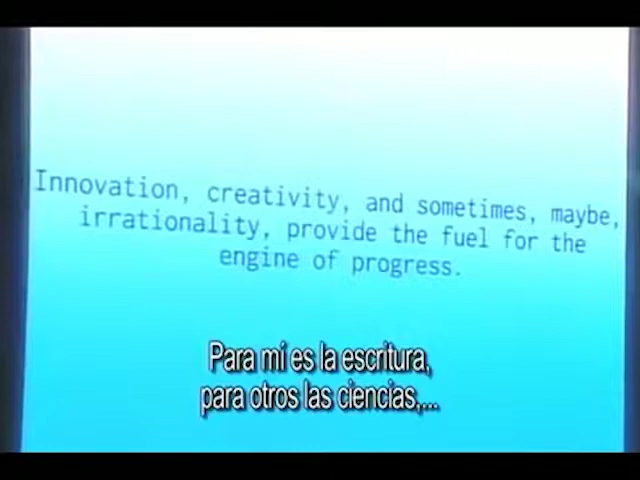 Innovation, creativity, and sometimes, maybe,
irrationality, provide the fuel for the
engine of progress.
Para mí es la escritura,
para otros las ciencias,...